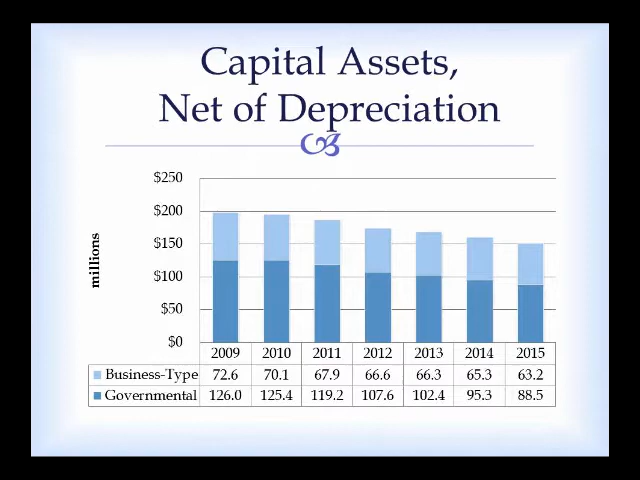 Capital Assets,
Net of Depreciation
$250
$200
$150
$100
$50
$0
millions
2009 2010 2011 2012 2013 2014 2015
Business-Type 72.6 70.1 67.9 66.6 66.3 65.3 63.2
Governmental 126.0 125.4 119.2 107.6 102.4 95.3 88.5